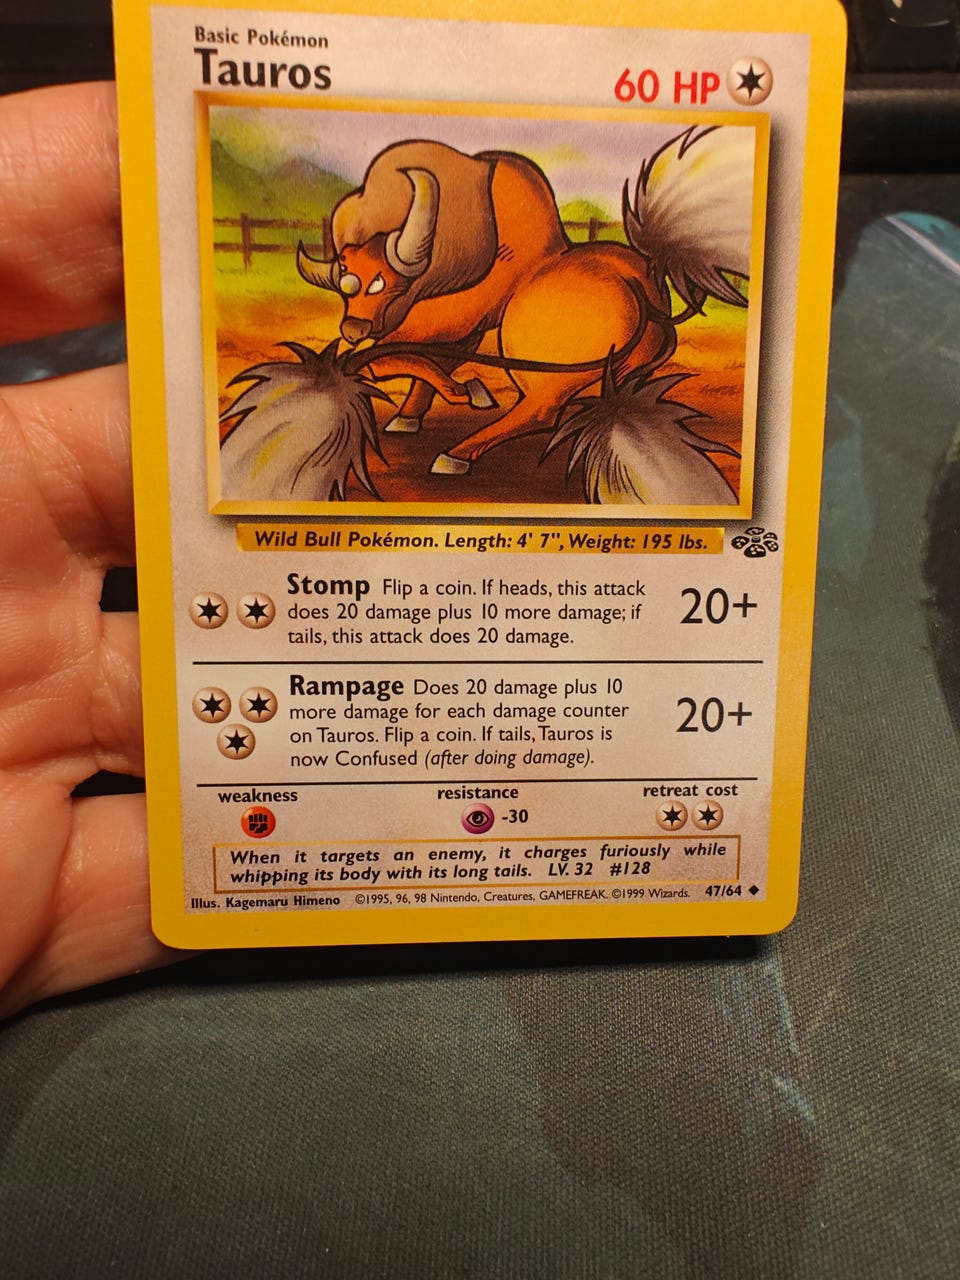 Basic Pokémon
Tauros
60 HP
Wild Bull Pokémon. Length: 4' 7", Weight: 195 lbs.
Stomp Flip a coin. If heads, this attack
does 20 damage plus 10 more damage; if
tails, this attack does 20 damage.
20+
Rampage Does 20 damage plus 10
more damage for each damage counter
on Tauros. Flip a coin. If tails, Tauros is
now Confused (after doing damage).
20+
weakness
resistance
retreat cost
-30
When it targets an enemy, it charges furiously while
whipping its body with its long tails. LV. 32 #128
Illus. Kagemaru Himeno ©1995, 96, 98 Nintendo, Creatures, GAMEFREAK. ©1999 Wizards. 47/64